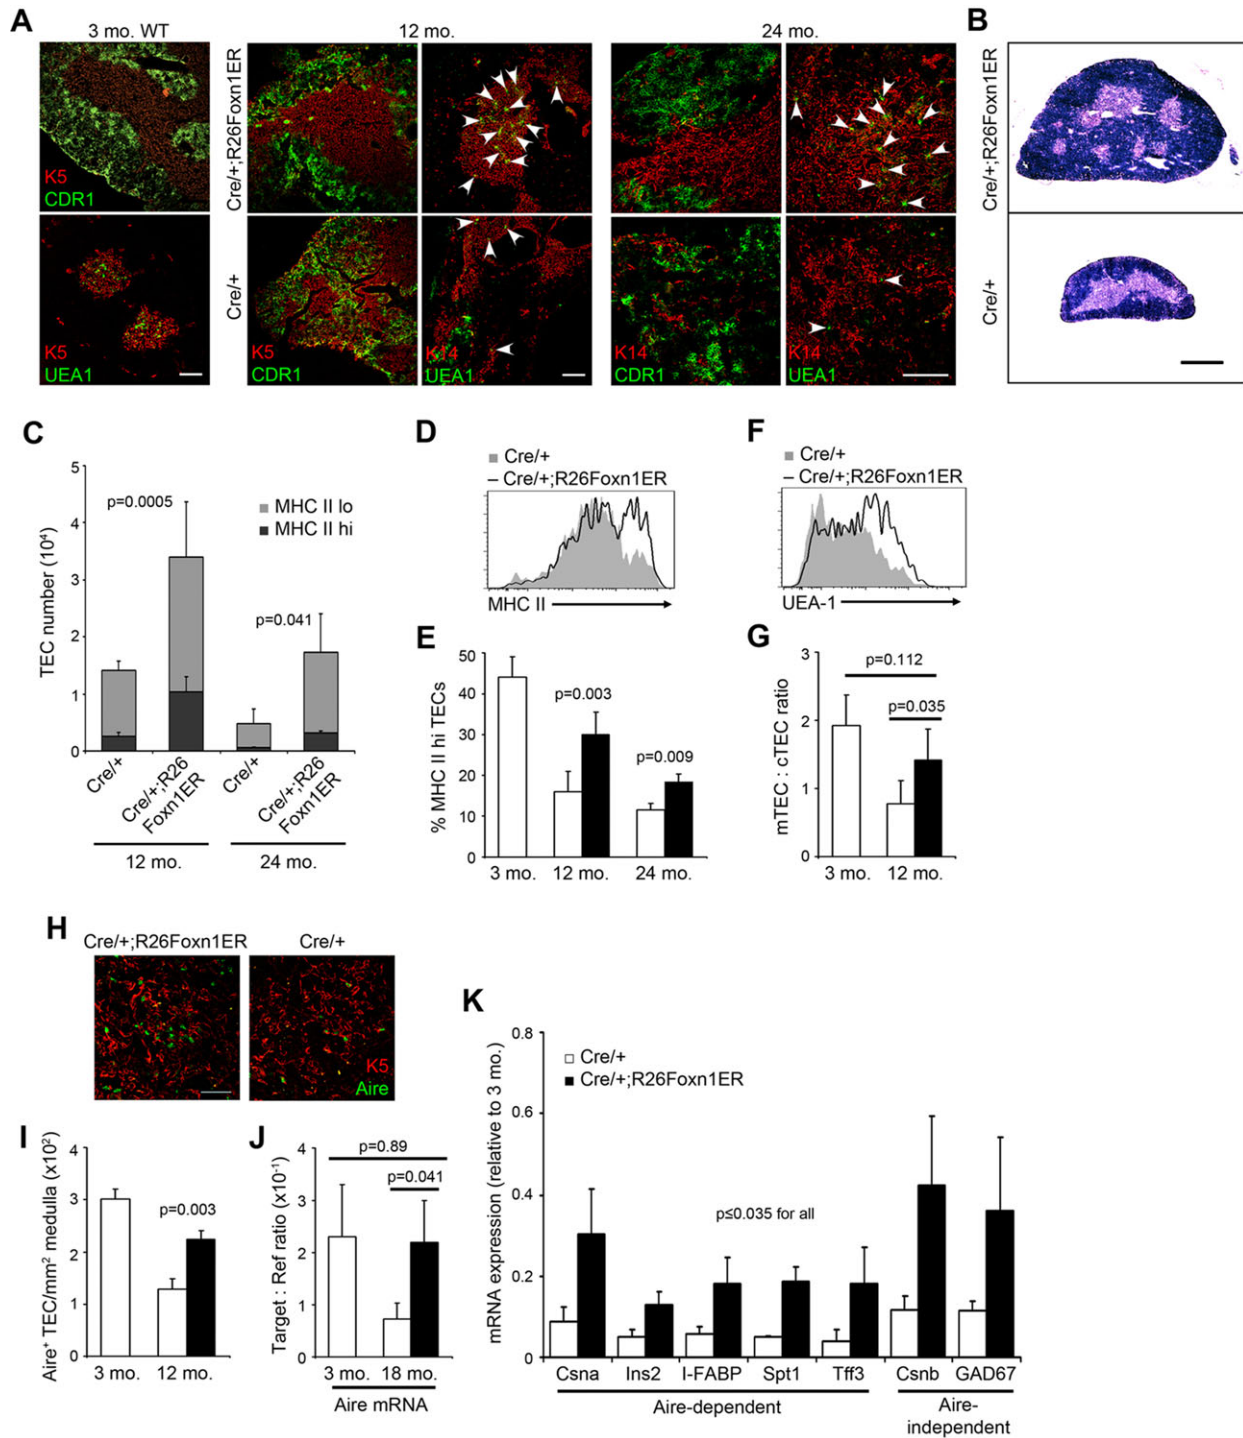 A
3 mo. WT
12 mo.
24 mo.
B
Cre/+;R26Foxn1ER
Cre/+;R26Foxn1ER
K5
CDR1
Cre/+
Cre/+
K5
UEA1
K5
CDR1
K14
UEA1
K14
CDR1
K14
UEA1
C
TEC number (10⁴)
5
4
3
2
1
0
p=0.0005
p=0.041
MHC II lo
MHC II hi
Cre/+
Cre/+;R26
Foxn1ER
Cre/+
Cre/+;R26
Foxn1ER
12 mo.
24 mo.
D
Cre/+
Cre/+;R26Foxn1ER
MHC II
F
Cre/+
Cre/+;R26Foxn1ER
UEA-1
E
% MHC II hi TECs
50
40
30
20
10
0
p=0.003
p=0.009
3 mo.
12 mo.
24 mo.
G
mTEC : cTEC ratio
3
2
1
0
p=0.112
p=0.035
3 mo.
12 mo.
H
Cre/+;R26Foxn1ER
Cre/+
K5
Aire
I
Aire⁺ TEC/mm² medulla (x10²)
4
3
2
1
0
p=0.003
3 mo.
12 mo.
J
Target : Ref ratio (x10⁻¹)
4
3
2
1
0
p=0.89
p=0.041
3 mo.
18 mo.
Aire mRNA
K
mRNA expression (relative to 3 mo.)
0.8
0.6
0.4
0.2
0
Cre/+
Cre/+;R26Foxn1ER
p≤0.035 for all
Csna
Ins2
I-FABP
Spt1
Tff3
Csnb
GAD67
Aire-dependent
Aire-
independent